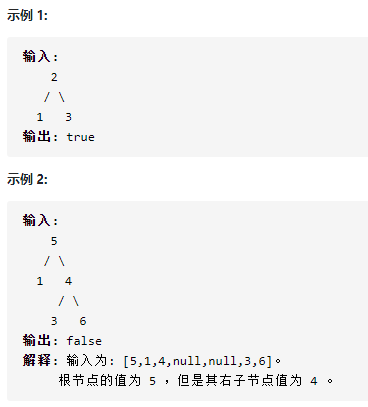 示例 1:
输入:
    2
   / \
  1   3
输出: true
示例 2:
输入:
    5
   / \
  1   4
     / \
    3   6
输出: false
解释: 输入为: [5,1,4,null,null,3,6]。
     根节点的值为 5 ，但是其右子节点值为 4 。